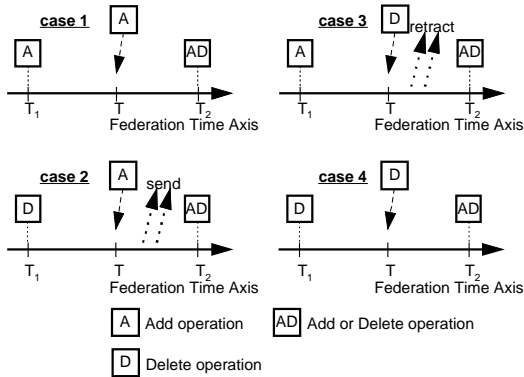 case 1
A
A
AD
T1
T
T2
Federation Time Axis
case 3
D
retract
A
AD
T1
T
T2
Federation Time Axis
case 2
A
send
D
AD
T1
T
T2
Federation Time Axis
case 4
D
D
AD
T1
T
T2
Federation Time Axis
A Add operation
AD Add or Delete operation
D Delete operation